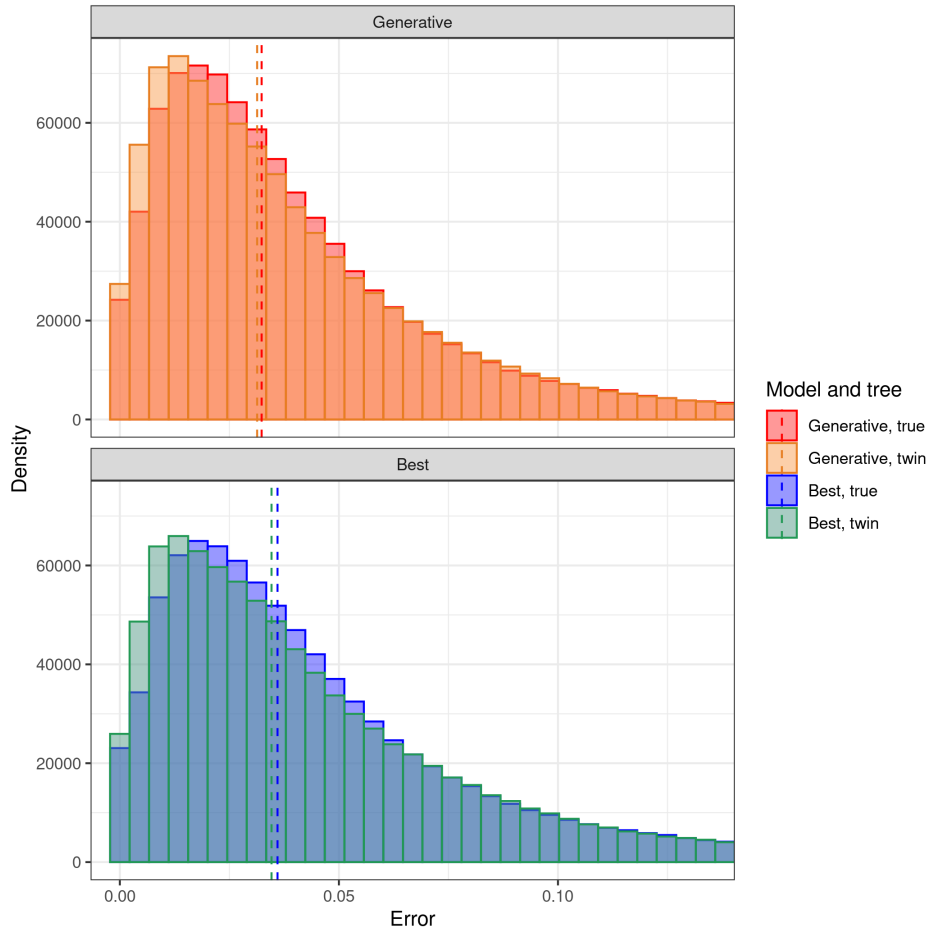 Generative
60000
40000
20000
0
Best
60000
40000
20000
0
0.00
0.05
0.10
Error
Density
Model and tree
Generative, true
Generative, twin
Best, true
Best, twin